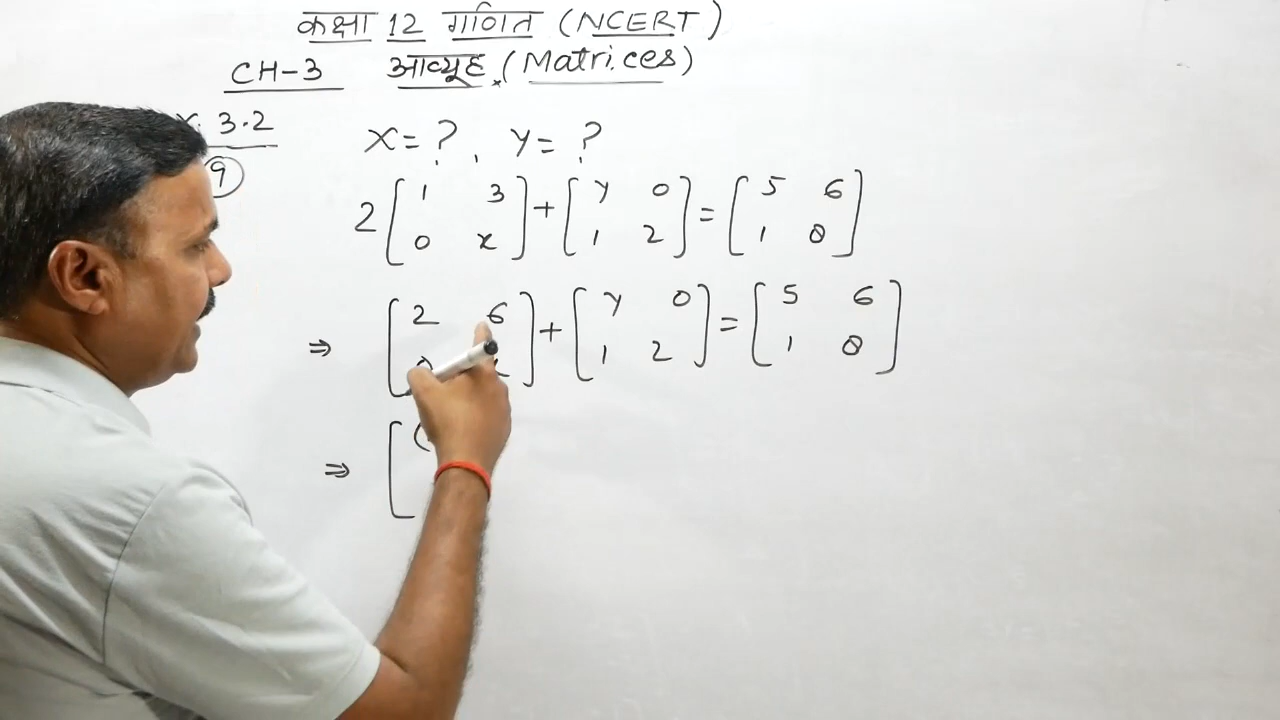 कक्षा 12 गणित (NCERT)
CH-3 आव्यूह (Matrices)
3.2
9
X = ? , Y = ?
2 [ 1 3 ] + [ y 0 ] = [ 5 6 ]
[ 0 x ] [ 1 2 ] [ 1 8 ]
⇒ [ 2 6 ] + [ y 0 ] = [ 5 6 ]
[ 0 ] [ 1 2 ] [ 1 8 ]
⇒ [ (